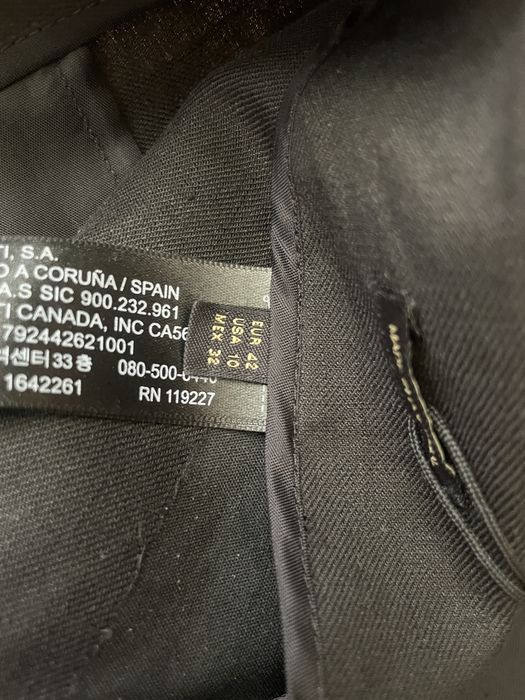 TI, S.A.
O A CORUÑA / SPAIN
A.S SIC 900.232.961
TI CANADA, INC CA56
792442621001
센터33층 080-500-0440
1642261 RN 119227
EUR 42
USA 10
MEX 32